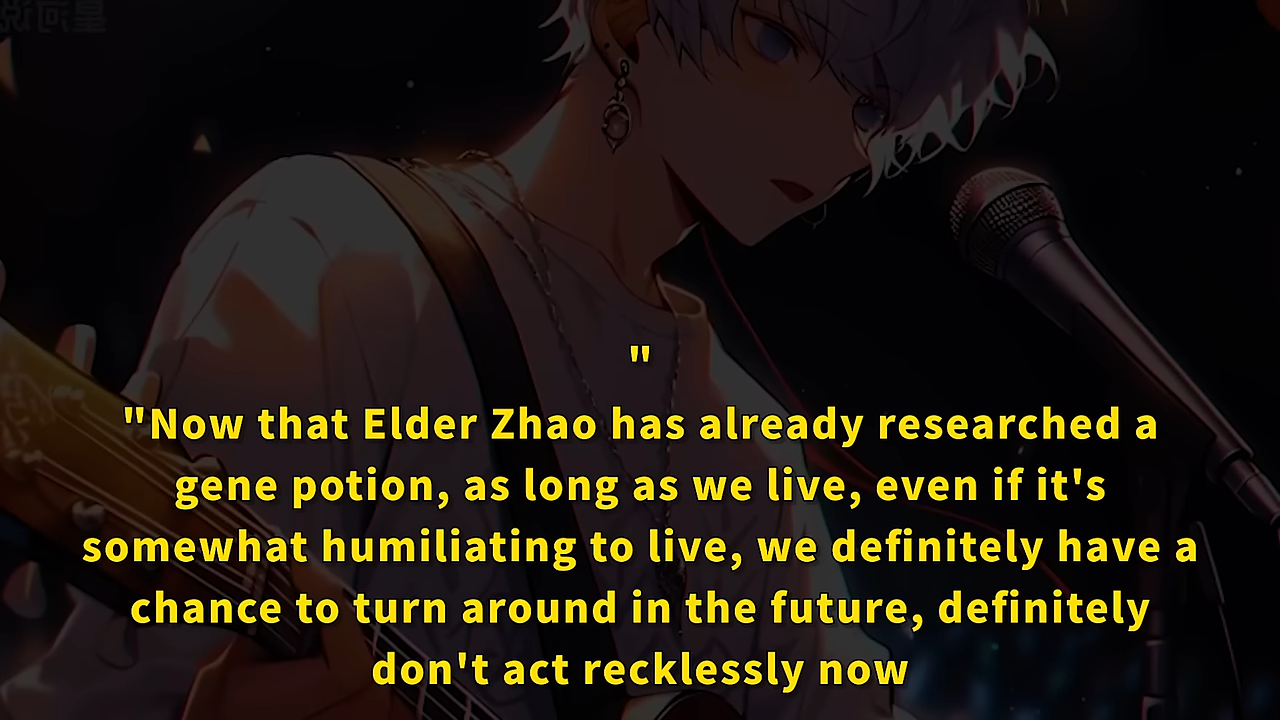 "
"Now that Elder Zhao has already researched a
gene potion, as long as we live, even if it's
somewhat humiliating to live, we definitely have a
chance to turn around in the future, definitely
don't act recklessly now